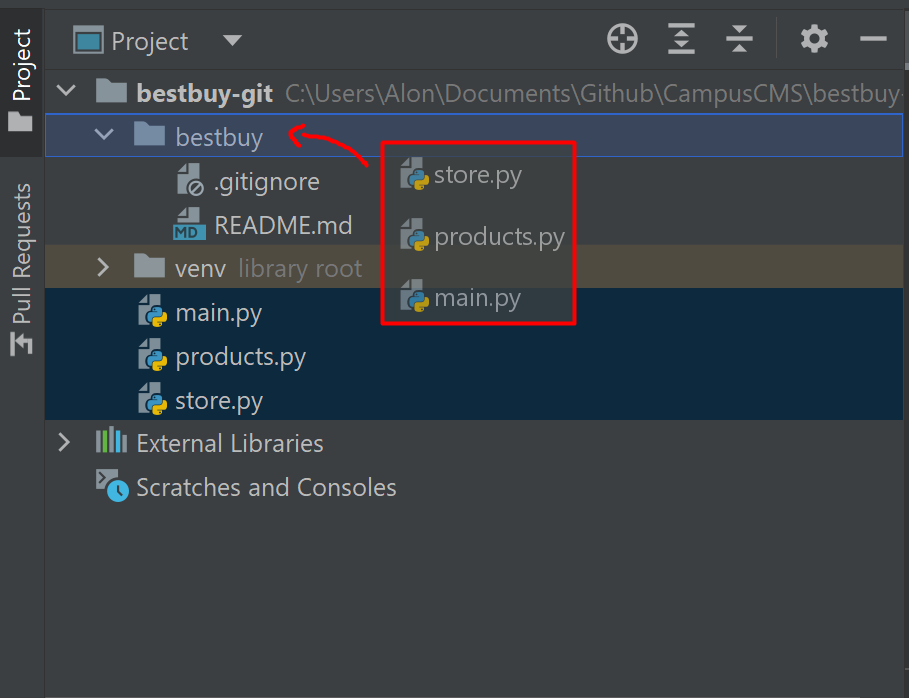 Project
Project
Pull Requests
bestbuy-git C:\Users\Alon\Documents\Github\CampusCMS\bestbuy-
bestbuy
.gitignore
MD README.md
venv library root
main.py
products.py
store.py
store.py
products.py
main.py
External Libraries
Scratches and Consoles